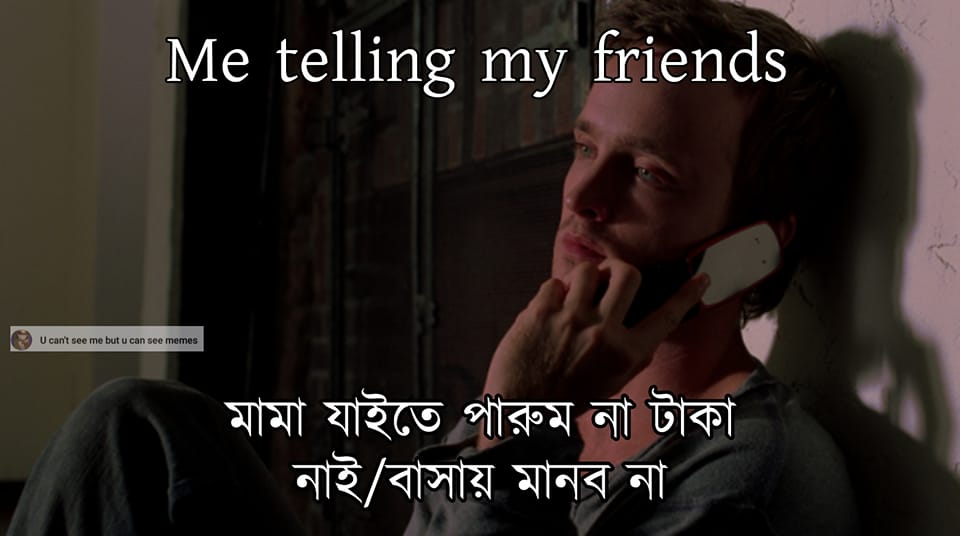 Me telling my friends
U can't see me but u can see memes
মামা যাইতে পারুম না টাকা
নাই/বাসায় মানব না